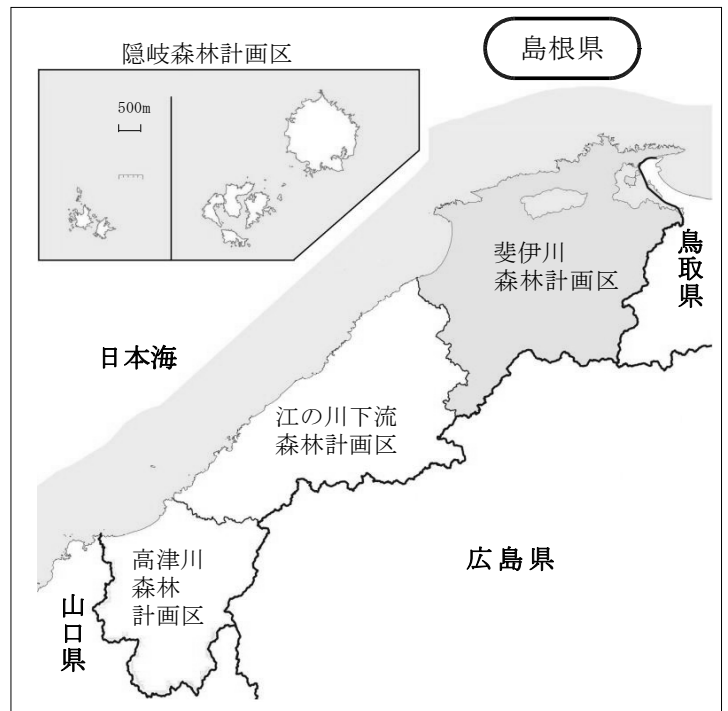 島根県
隠岐森林計画区
500m
斐伊川
森林計画区
鳥取県
日本海
江の川下流
森林計画区
広島県
高津川
森林
計画区
山口県